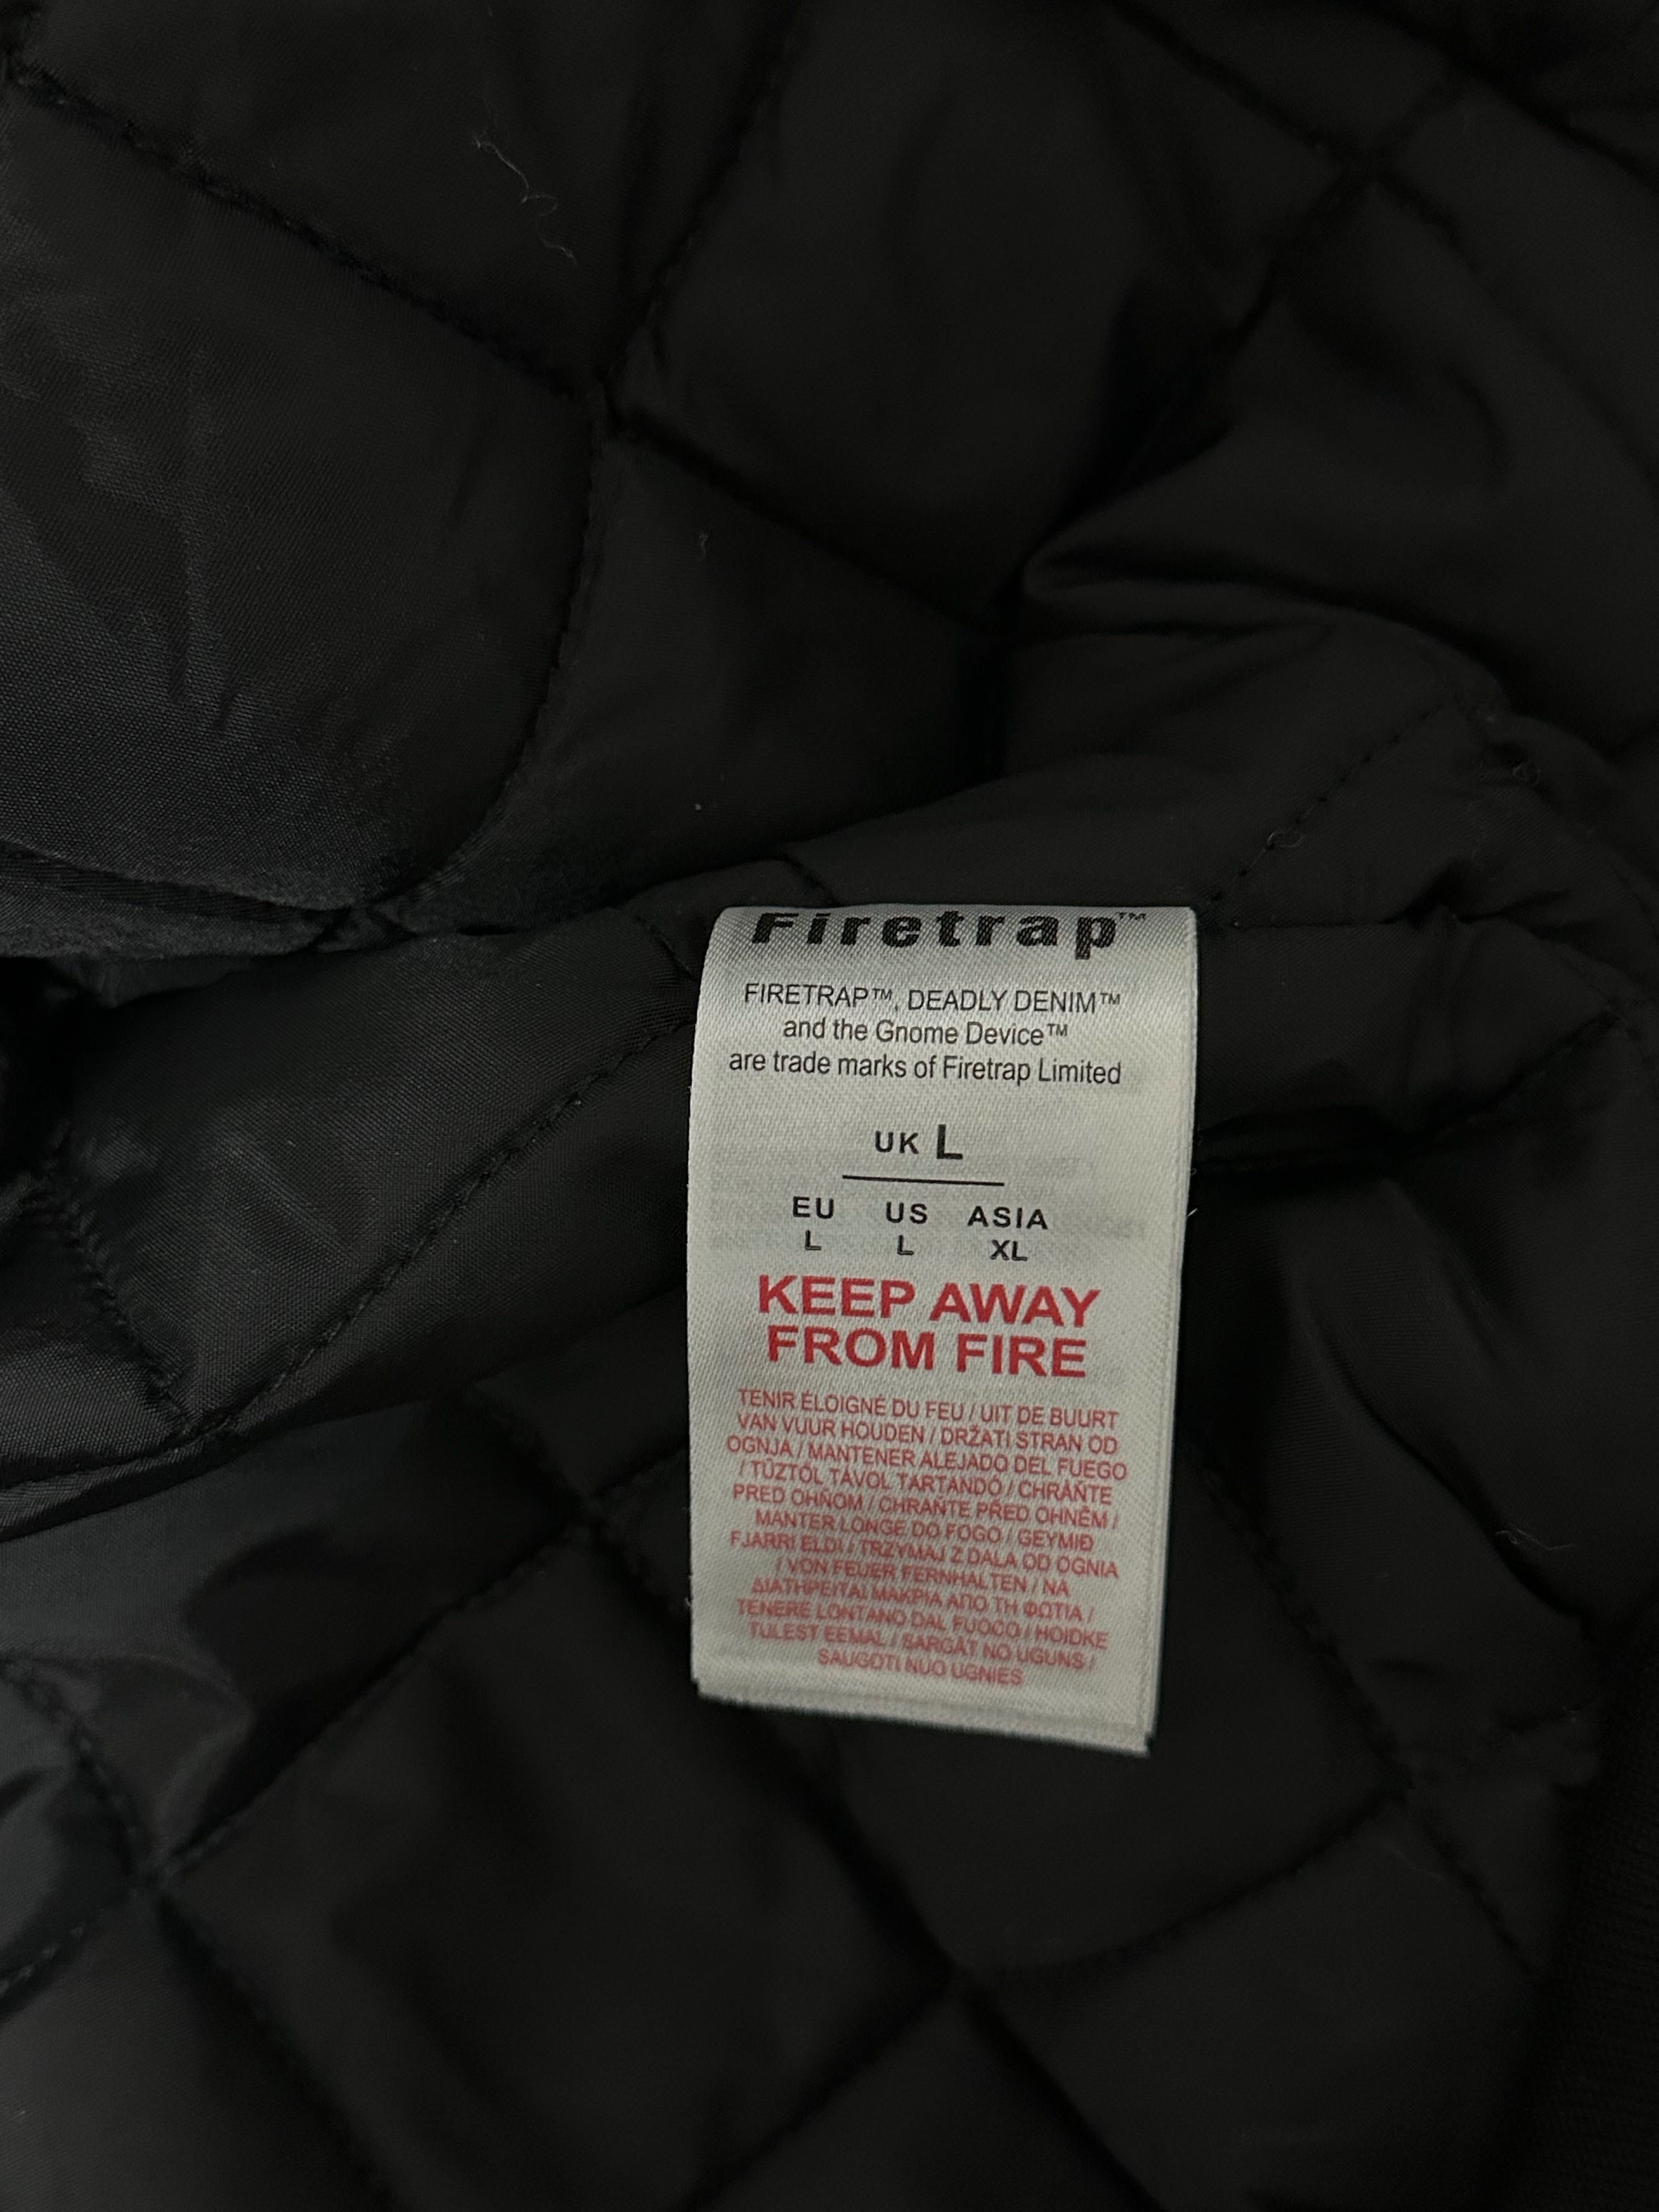 Firetrap™
FIRETRAP™, DEADLY DENIM™
and the Gnome Device™
are trade marks of Firetrap Limited
UK L
EU US ASIA
L L XL
KEEP AWAY
FROM FIRE
TENIR ÉLOIGNÉ DU FEU / UIT DE BUURT
VAN VUUR HOUDEN / DRŽATI STRAN OD
OGNJA / MANTENER ALEJADO DEL FUEGO
/ TŰZTŐL TÁVOL TARTANDÓ / CHRÁŇTE
PRED OHŇOM / CHRAŇTE PŘED OHNĚM /
MANTER LONGE DO FOGO / GEYMIÐ
FJARRI ELDI / TRZYMAJ Z DALA OD OGNIA
/ VON FEUER FERNHALTEN / ΝΑ
ΔΙΑΤΗΡΕΙΤΑΙ ΜΑΚΡΙΑ ΑΠΟ ΤΗ ΦΩΤΙΑ /
TENERE LONTANO DAL FUOCO / HOIDKE
TULEST EEMAL / SARGĀT NO UGUNS /
SAUGOTI NUO UGNIES